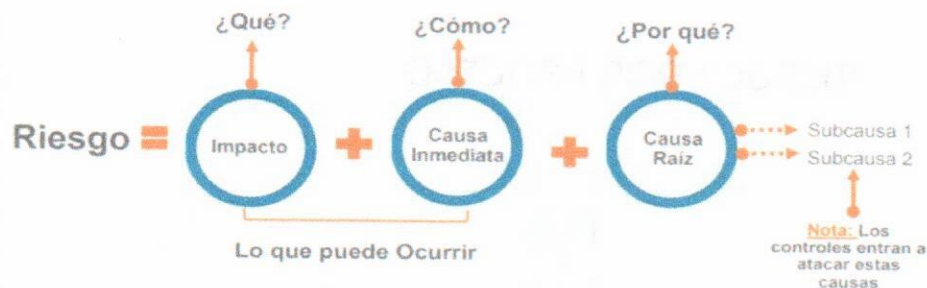 ¿Qué?
¿Cómo?
¿Por qué?
Riesgo =
Impacto
+
Causa
Inmediata
+
Causa
Raíz
Subcausa 1
Subcausa 2
Lo que puede Ocurrir
Nota: Los
controles entran a
atacar estas
causas